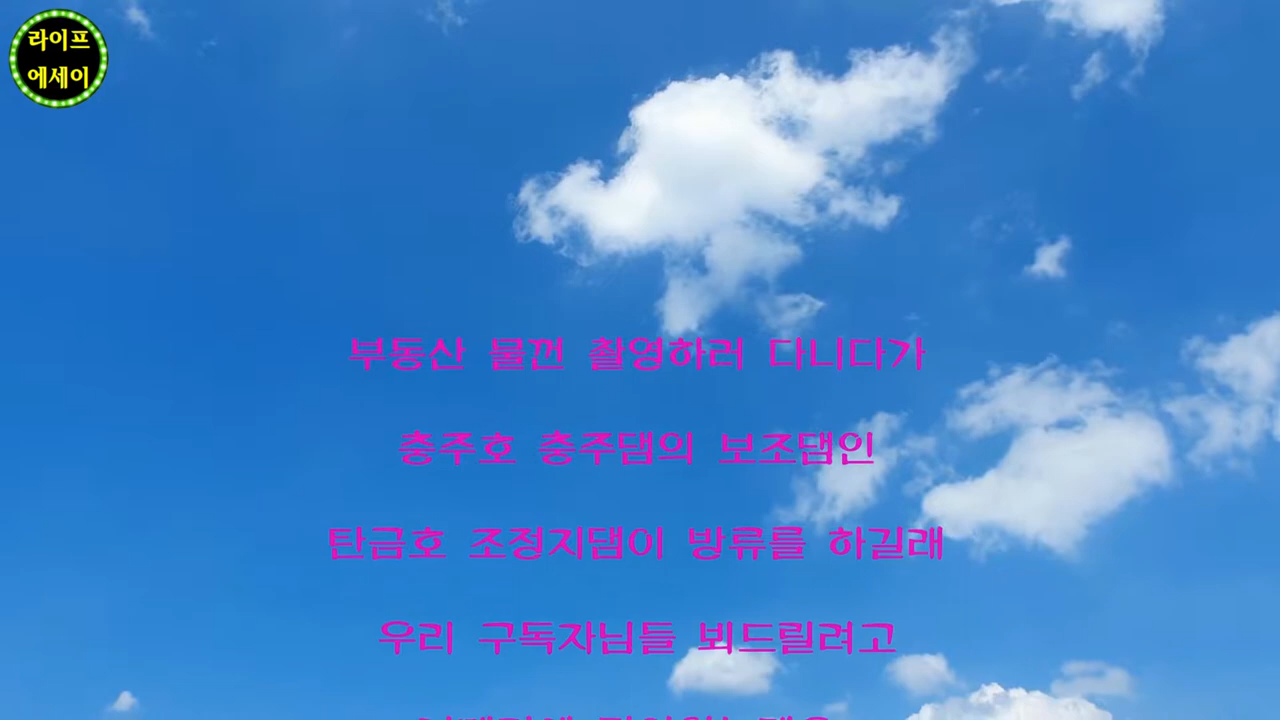 라이프
에세이
부동산 물껀 촬영하러 다니다가
충주호 충주댐의 보조댐인
탄금호 조정지댐이 방류를 하길래
우리 구독자님들 뵈드릴려고